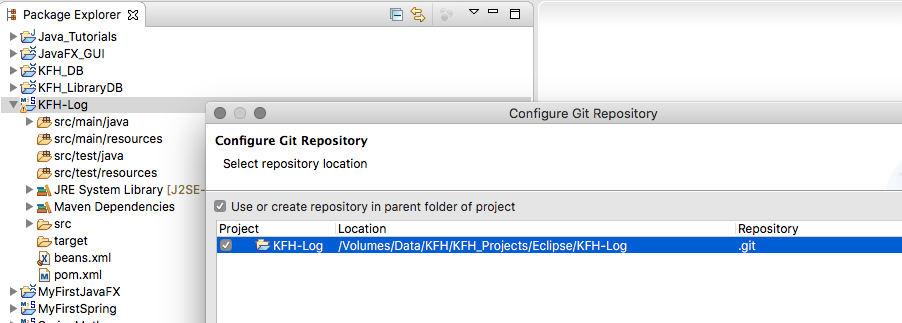 Package Explorer
Java_Tutorials
JavaFX_GUI
KFH_DB
KFH_LibraryDB
KFH-Log
src/main/java
src/main/resources
src/test/java
src/test/resources
JRE System Library [J2SE-
Maven Dependencies
src
target
beans.xml
pom.xml
MyFirstJavaFX
MyFirstSpring
Configure Git Repository
Configure Git Repository
Select repository location
Use or create repository in parent folder of project
Project Location Repository
KFH-Log /Volumes/Data/KFH/KFH_Projects/Eclipse/KFH-Log .git